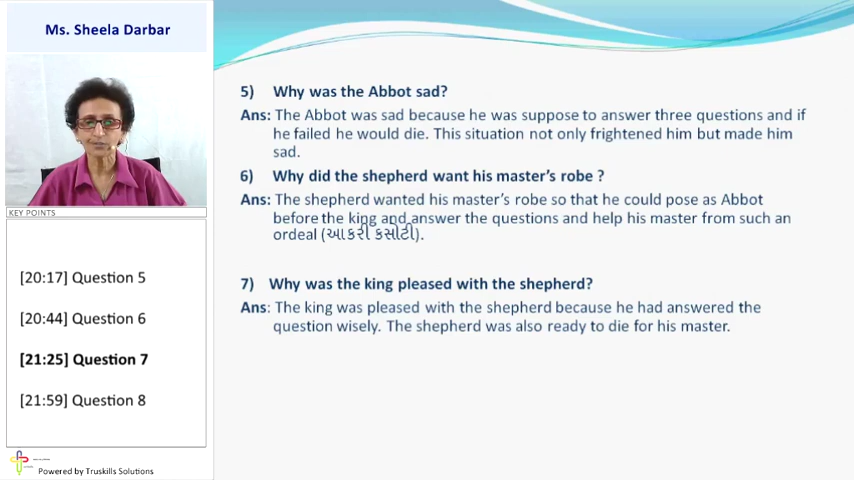 Ms. Sheela Darbar
KEY POINTS
[20:17] Question 5
[20:44] Question 6
[21:25] Question 7
[21:59] Question 8
Powered by Truskills Solutions
5) Why was the Abbot sad?
Ans: The Abbot was sad because he was suppose to answer three questions and if
he failed he would die. This situation not only frightened him but made him
sad.
6) Why did the shepherd want his master's robe ?
Ans: The shepherd wanted his master's robe so that he could pose as Abbot
before the king and answer the questions and help his master from such an
ordeal (આકરી કસોટી).
7) Why was the king pleased with the shepherd?
Ans: The king was pleased with the shepherd because he had answered the
question wisely. The shepherd was also ready to die for his master.